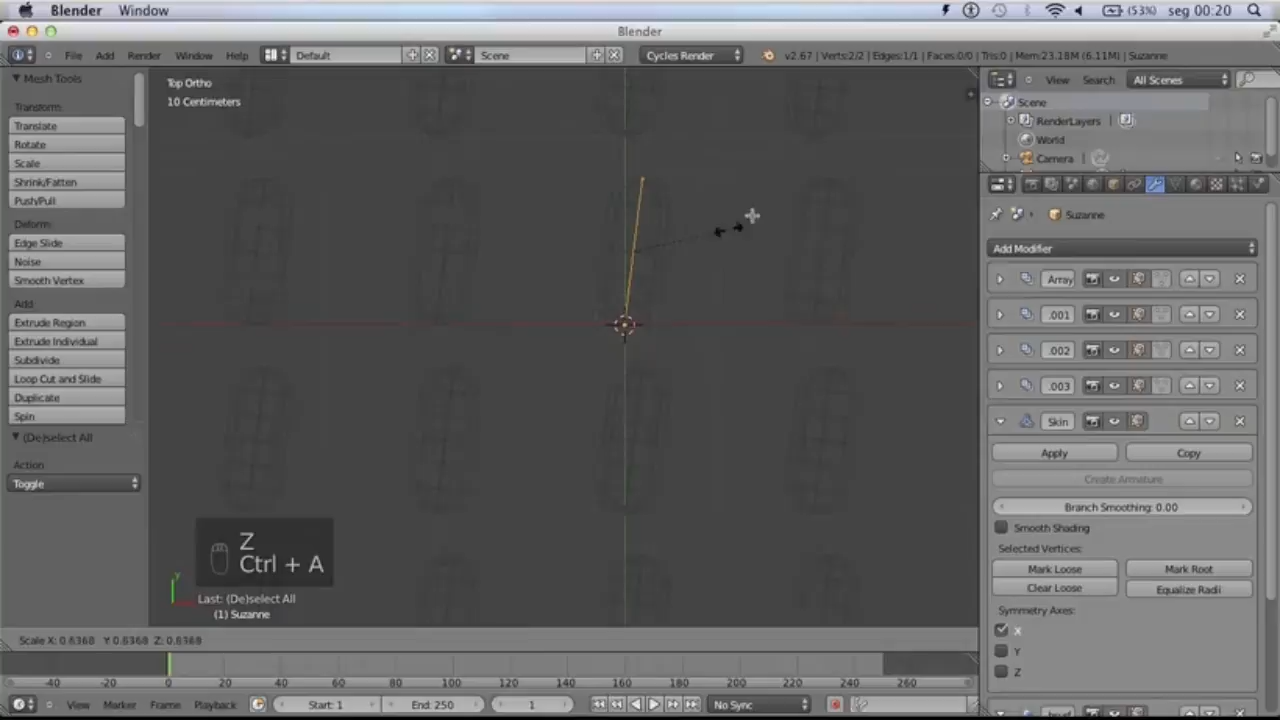 Blender Window (53%) seg 00:20
Blender
File Add Render Window Help Default Scene Cycles Render v2.67 | Verts:2/2 | Edges:1/1 | Faces:0/0 | Tris:0 | Mem:23.18M (6.11M) | Suzanne
Mesh Tools
Transform:
Translate
Rotate
Scale
Shrink/Fatten
Push/Pull
Deform:
Edge Slide
Noise
Smooth Vertex
Add:
Extrude Region
Extrude Individual
Subdivide
Loop Cut and Slide
Duplicate
Spin
(De)select All
Action
Toggle
Top Ortho
10 Centimeters
Z
Ctrl + A
Last: (De)select All
(1) Suzanne
Scale X: 0.8368 Y: 0.8368 Z: 0.8368
View Search All Scenes
Scene
RenderLayers
World
Camera
Suzanne
Add Modifier
Array
.001
.002
.003
Skin
Apply Copy
Create Armature
Branch Smoothing: 0.00
Smooth Shading
Selected Vertices:
Mark Loose Mark Root
Clear Loose Equalize Radii
Symmetry Axes:
X
Y
Z
-40 -20 0 20 40 60 80 100 120 140 160 180 200 220 240 260
View Marker Frame Playback Start: 1 End: 250 1 No Sync